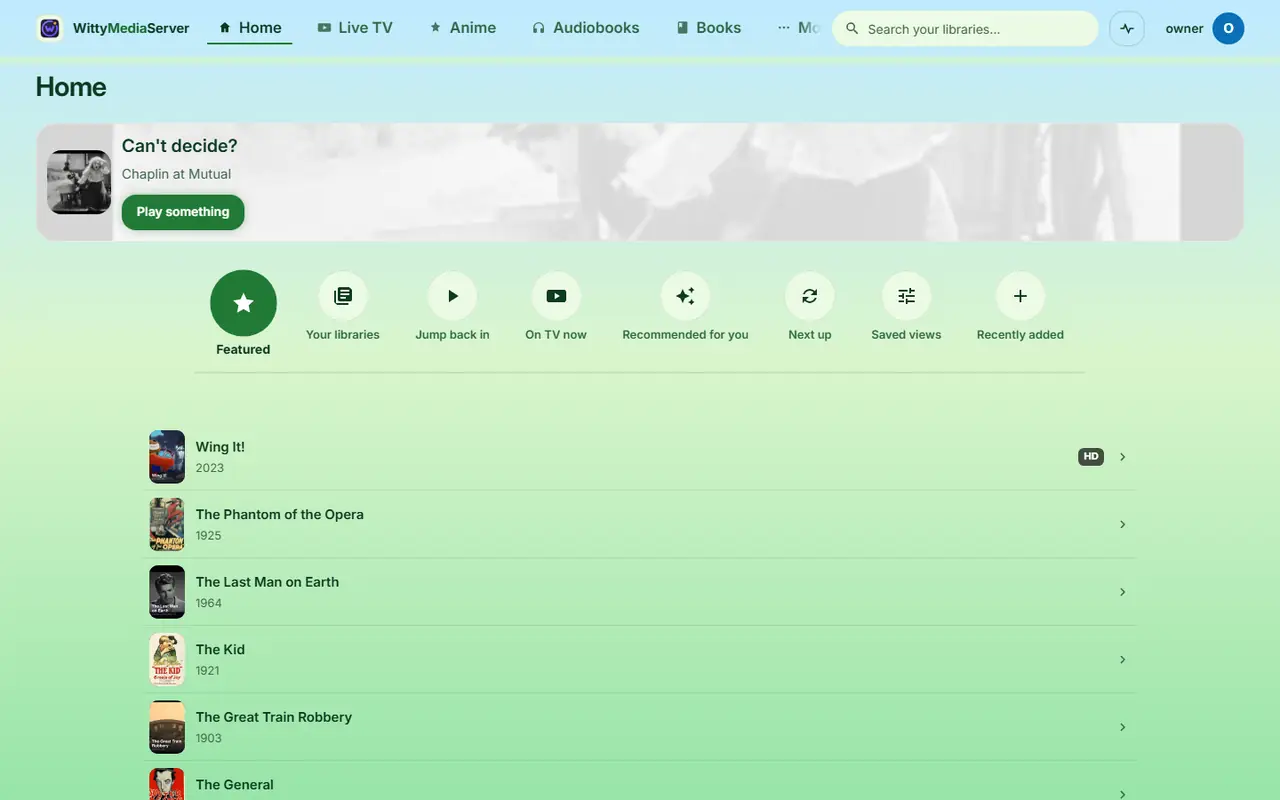 WittyMediaServer
Home
Live TV
Anime
Audiobooks
Books
Search your libraries...
owner
O
Home
Can't decide?
Chaplin at Mutual
Play something
Featured
Your libraries
Jump back in
On TV now
Recommended for you
Next up
Saved views
Recently added
Wing It!
2023
HD
The Phantom of the Opera
1925
The Last Man on Earth
1964
The Kid
1921
The Great Train Robbery
1903
The General